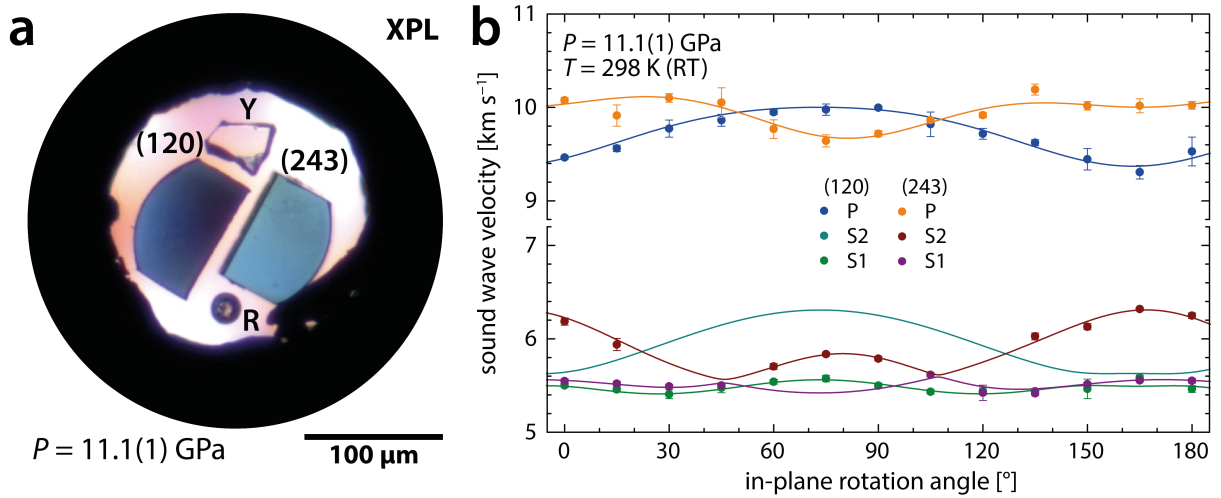 a
XPL
Y
(120)
(243)
R
P = 11.1(1) GPa
100 µm
b
P = 11.1(1) GPa
T = 298 K (RT)
sound wave velocity [km s⁻¹]
11
10
9
7
6
5
(120) (243)
P P
S2 S2
S1 S1
0 30 60 90 120 150 180
in-plane rotation angle [°]